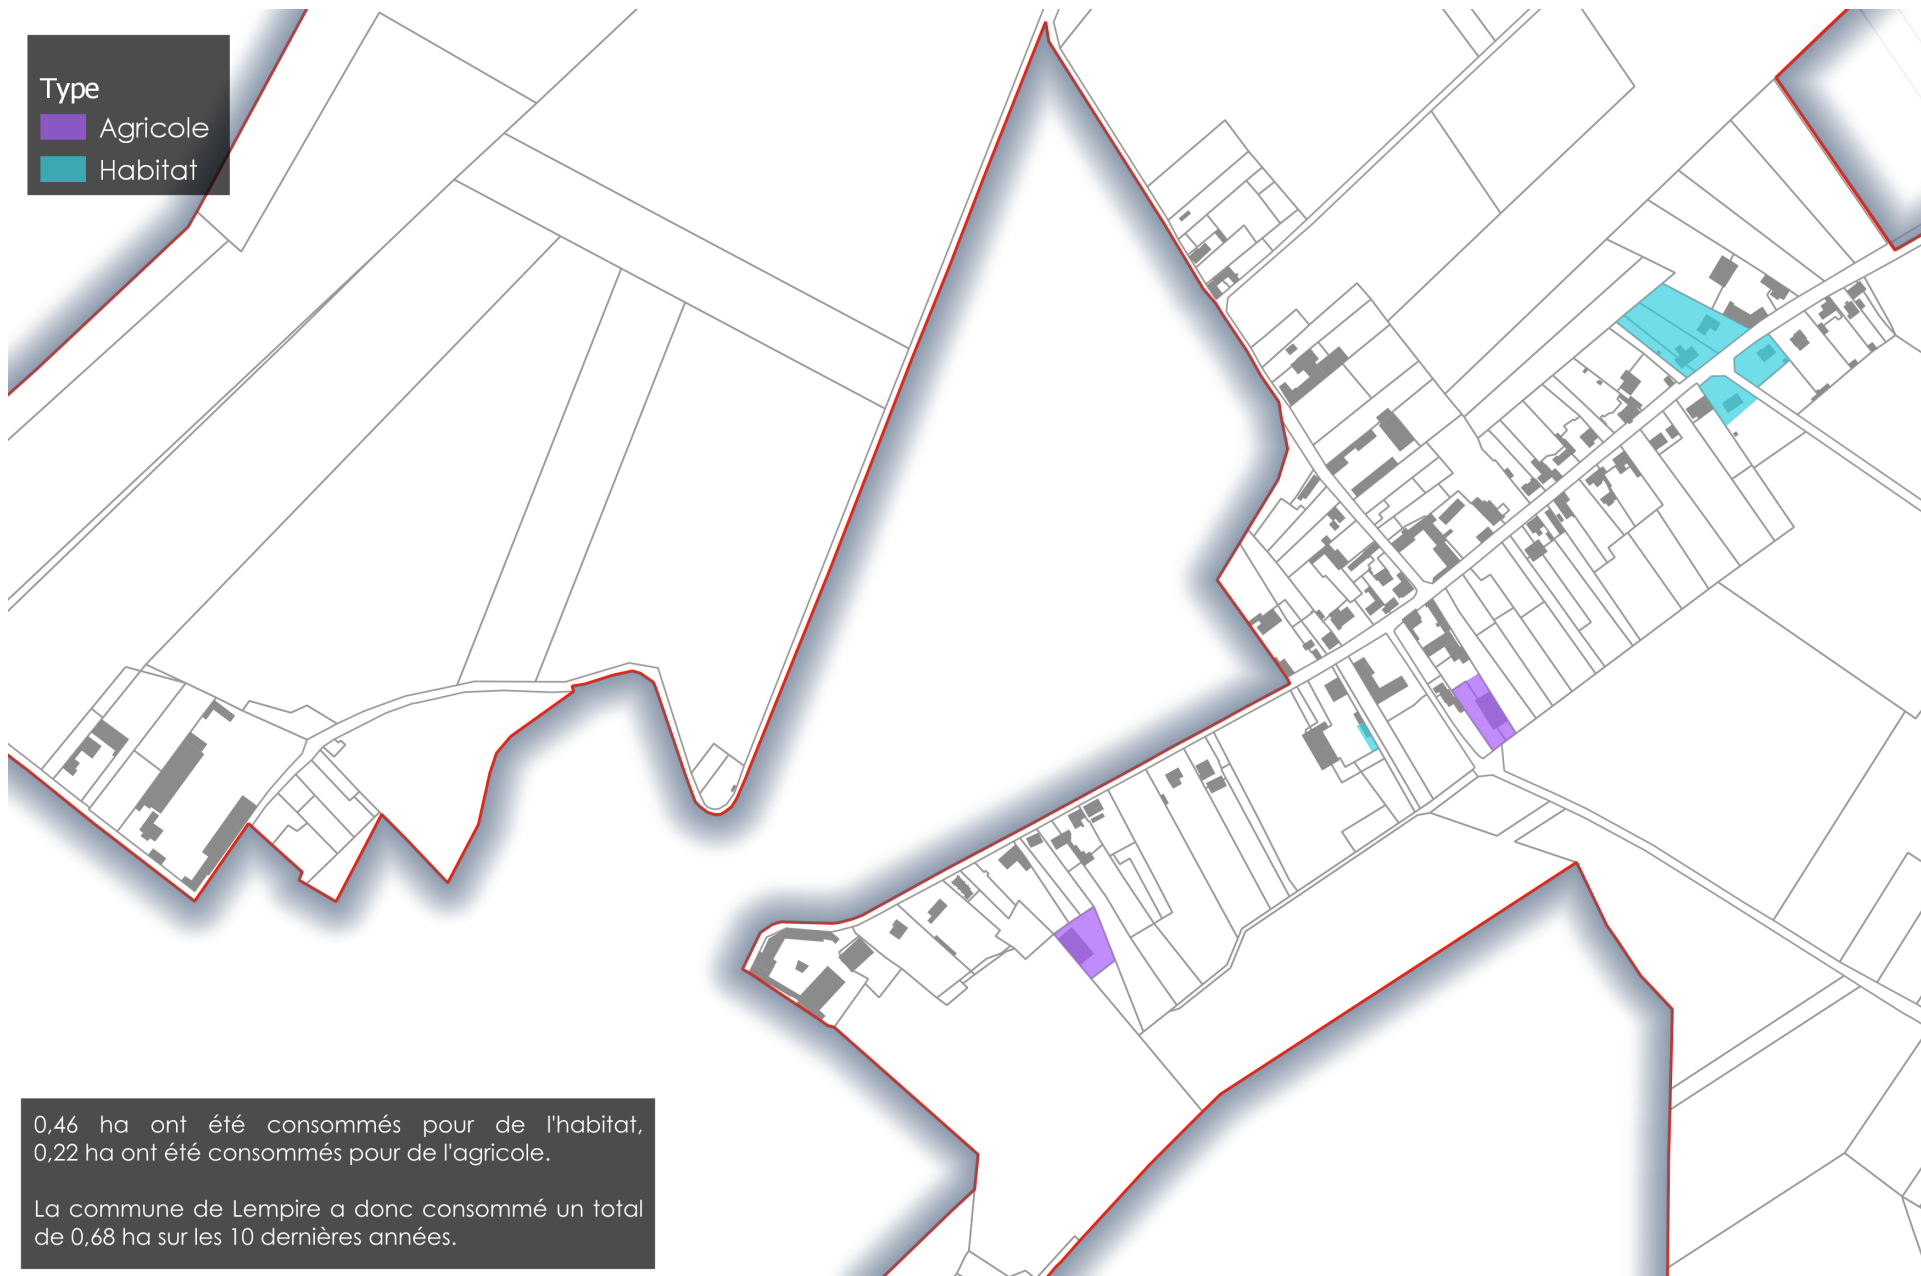 Type
Agricole
Habitat
0,46 ha ont été consommés pour de l'habitat,
0,22 ha ont été consommés pour de l'agricole.
La commune de Lempire a donc consommé un total
de 0,68 ha sur les 10 dernières années.